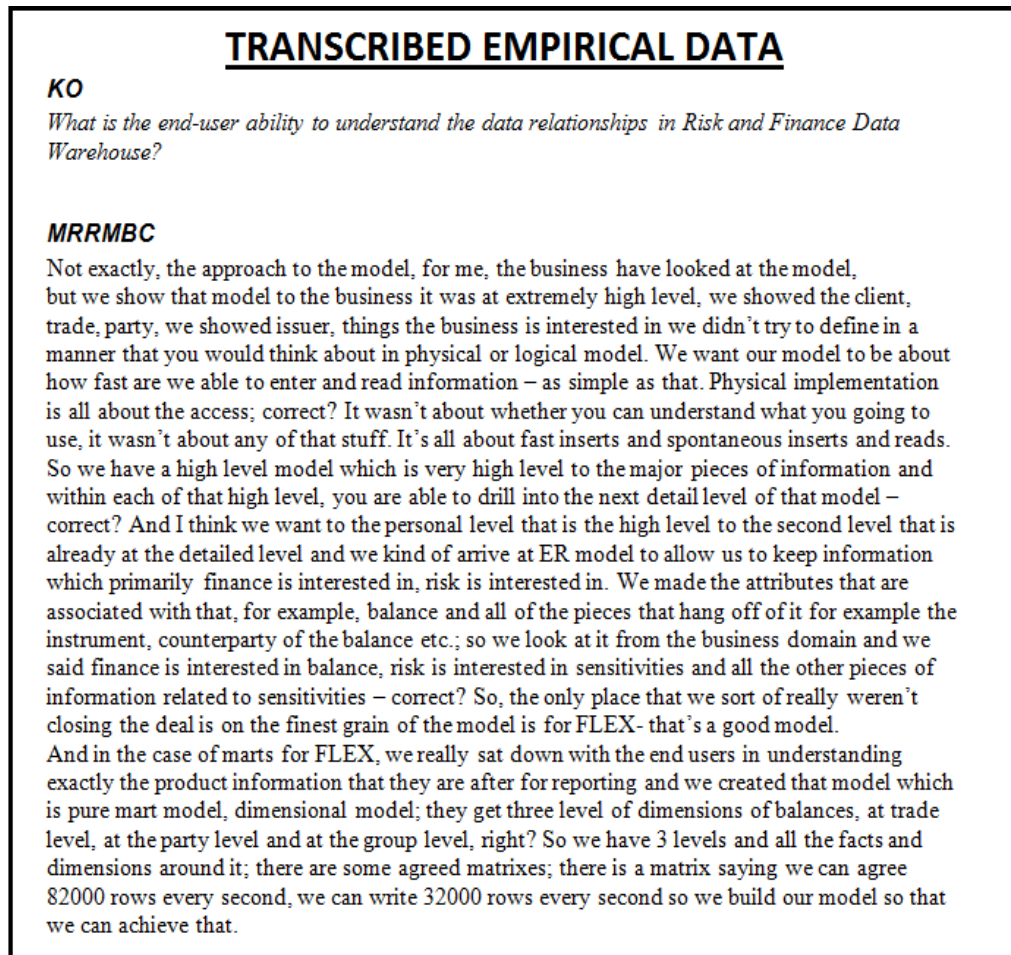 TRANSCRIBED EMPIRICAL DATA
KO
What is the end-user ability to understand the data relationships in Risk and Finance Data
Warehouse?
MRRMBC
Not exactly, the approach to the model, for me, the business have looked at the model,
but we show that model to the business it was at extremely high level, we showed the client,
trade, party, we showed issuer, things the business is interested in we didn't try to define in a
manner that you would think about in physical or logical model. We want our model to be about
how fast are we able to enter and read information – as simple as that. Physical implementation
is all about the access; correct? It wasn't about whether you can understand what you going to
use, it wasn't about any of that stuff. It's all about fast inserts and spontaneous inserts and reads.
So we have a high level model which is very high level to the major pieces of information and
within each of that high level, you are able to drill into the next detail level of that model –
correct? And I think we want to the personal level that is the high level to the second level that is
already at the detailed level and we kind of arrive at ER model to allow us to keep information
which primarily finance is interested in, risk is interested in. We made the attributes that are
associated with that, for example, balance and all of the pieces that hang off of it for example the
instrument, counterparty of the balance etc.; so we look at it from the business domain and we
said finance is interested in balance, risk is interested in sensitivities and all the other pieces of
information related to sensitivities – correct? So, the only place that we sort of really weren't
closing the deal is on the finest grain of the model is for FLEX- that's a good model.
And in the case of marts for FLEX, we really sat down with the end users in understanding
exactly the product information that they are after for reporting and we created that model which
is pure mart model, dimensional model; they get three level of dimensions of balances, at trade
level, at the party level and at the group level, right? So we have 3 levels and all the facts and
dimensions around it; there are some agreed matrixes; there is a matrix saying we can agree
82000 rows every second, we can write 32000 rows every second so we build our model so that
we can achieve that.